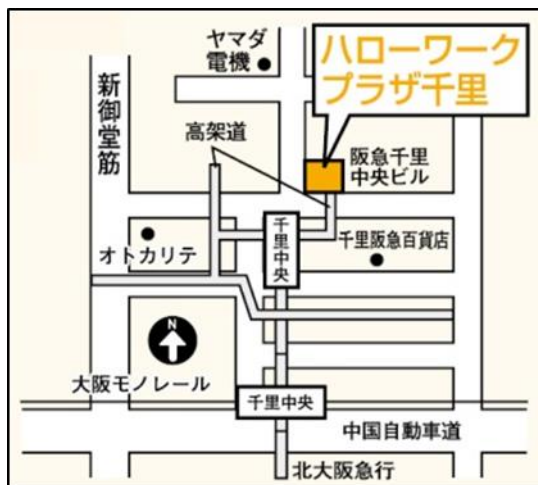 ヤマダ
電機
ハローワーク
プラザ千里
新御堂筋
高架道
阪急千里
中央ビル
千里中央
オトカリテ
千里阪急百貨店
N
大阪モノレール
千里中央
中国自動車道
北大阪急行